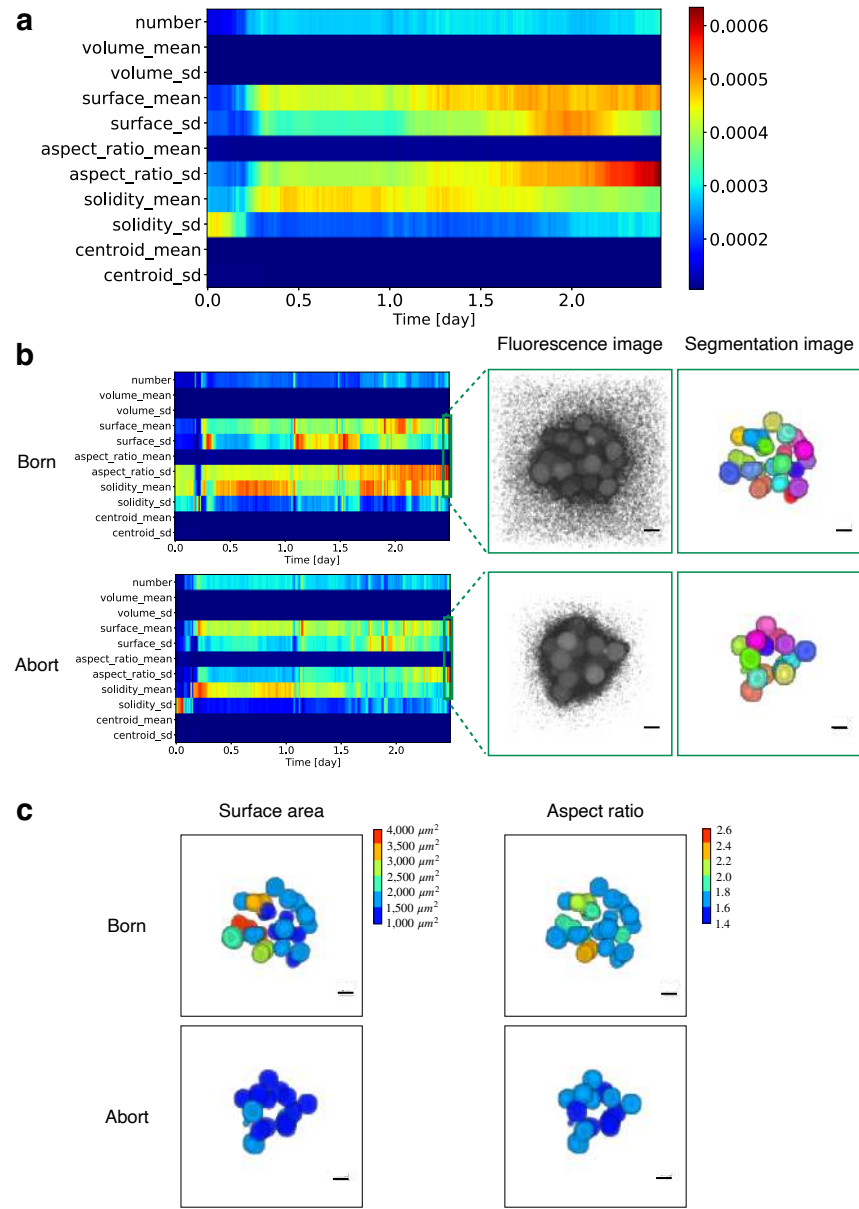 a
number
volume_mean
volume_sd
surface_mean
surface_sd
aspect_ratio_mean
aspect_ratio_sd
solidity_mean
solidity_sd
centroid_mean
centroid_sd
0.0 0.5 1.0 1.5 2.0
Time [day]
0.0006
0.0005
0.0004
0.0003
0.0002
b
Fluorescence image Segmentation image
Born
number
volume_mean
volume_sd
surface_mean
surface_sd
aspect_ratio_mean
aspect_ratio_sd
solidity_mean
solidity_sd
centroid_mean
centroid_sd
0.0 0.5 1.0 1.5 2.0
Time [day]
Abort
number
volume_mean
volume_sd
surface_mean
surface_sd
aspect_ratio_mean
aspect_ratio_sd
solidity_mean
solidity_sd
centroid_mean
centroid_sd
0.0 0.5 1.0 1.5 2.0
Time [day]
c
Surface area Aspect ratio
4,000 μm²
3,500 μm²
2,500 μm²
2,000 μm²
1,500 μm²
1,000 μm²
2.6
2.4
2.2
2.0
1.8
1.6
1.4
Born
Abort